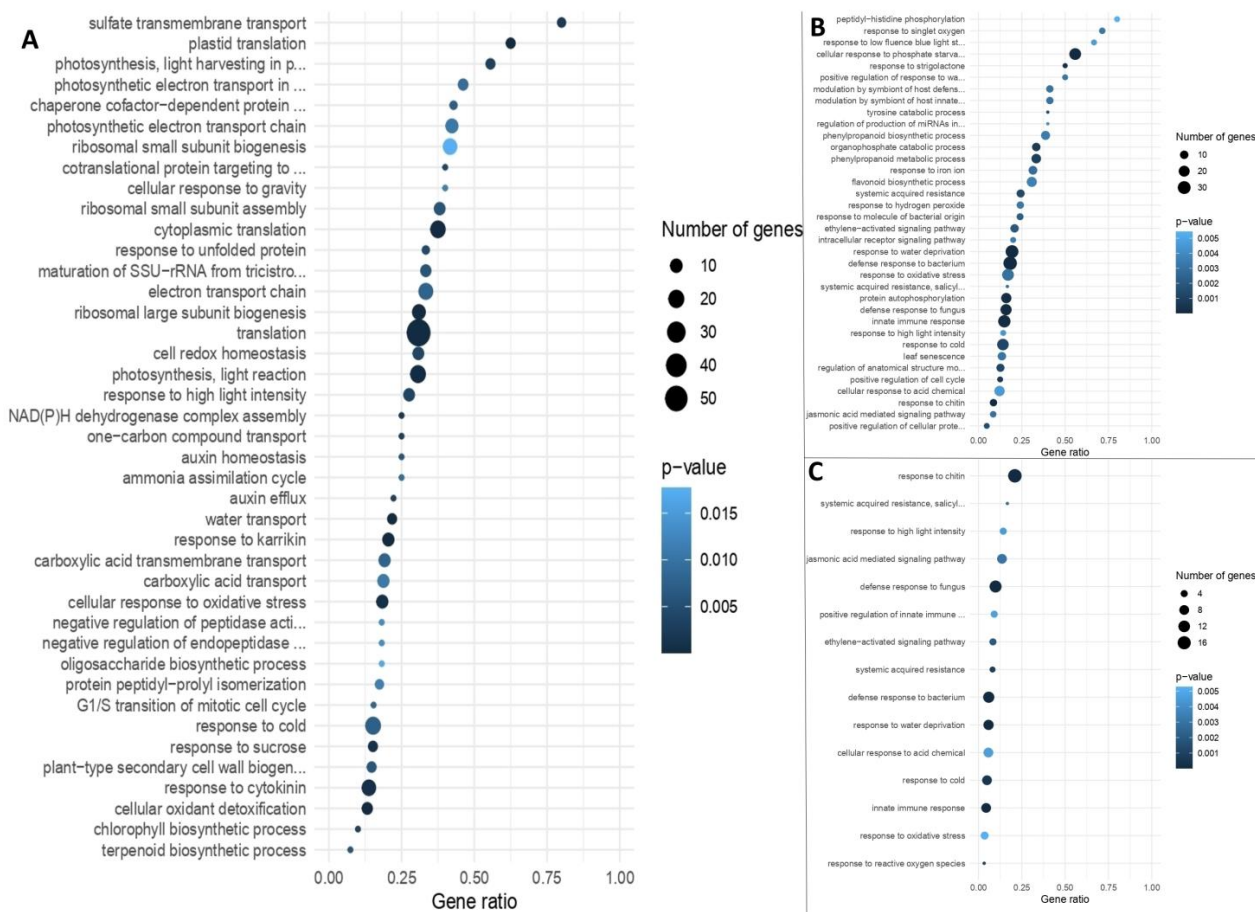 A
sulfate transmembrane transport
plastid translation
photosynthesis, light harvesting in p...
photosynthetic electron transport in ...
chaperone cofactor-dependent protein ...
photosynthetic electron transport chain
ribosomal small subunit biogenesis
cotranslational protein targeting to ...
cellular response to gravity
ribosomal small subunit assembly
cytoplasmic translation
response to unfolded protein
maturation of SSU-rRNA from tricistro...
electron transport chain
ribosomal large subunit biogenesis
translation
cell redox homeostasis
photosynthesis, light reaction
response to high light intensity
NAD(P)H dehydrogenase complex assembly
one-carbon compound transport
auxin homeostasis
ammonia assimilation cycle
auxin efflux
water transport
response to karrikin
carboxylic acid transmembrane transport
carboxylic acid transport
cellular response to oxidative stress
negative regulation of peptidase acti...
negative regulation of endopeptidase ...
oligosaccharide biosynthetic process
protein peptidyl-prolyl isomerization
G1/S transition of mitotic cell cycle
response to cold
response to sucrose
plant-type secondary cell wall biogen...
response to cytokinin
cellular oxidant detoxification
chlorophyll biosynthetic process
terpenoid biosynthetic process
0.00 0.25 0.50 0.75 1.00
Gene ratio
Number of genes
10
20
30
40
50
p-value
0.015
0.010
0.005
B
peptidyl-histidine phosphorylation
response to singlet oxygen
response to low fluence blue light st...
cellular response to phosphate starva...
response to strigolactone
positive regulation of response to wa...
modulation by symbiont of host defens...
modulation by symbiont of host innate...
tyrosine catabolic process
regulation of production of miRNAs in...
phenylpropanoid biosynthetic process
organophosphate catabolic process
phenylpropanoid metabolic process
response to iron ion
flavonoid biosynthetic process
systemic acquired resistance
response to hydrogen peroxide
response to molecule of bacterial origin
ethylene-activated signaling pathway
intracellular receptor signaling pathway
response to water deprivation
defense response to bacterium
response to oxidative stress
systemic acquired resistance, salicyl...
protein autophosphorylation
defense response to fungus
innate immune response
response to high light intensity
response to cold
leaf senescence
regulation of anatomical structure mo...
positive regulation of cell cycle
cellular response to acid chemical
response to chitin
jasmonic acid mediated signaling pathway
positive regulation of cellular prote...
0.00 0.25 0.50 0.75 1.00
Gene ratio
Number of genes
10
20
30
p-value
0.005
0.004
0.003
0.002
0.001
C
response to chitin
systemic acquired resistance, salicyl...
response to high light intensity
jasmonic acid mediated signaling pathway
defense response to fungus
positive regulation of innate immune ...
ethylene-activated signaling pathway
systemic acquired resistance
defense response to bacterium
response to water deprivation
cellular response to acid chemical
response to cold
innate immune response
response to oxidative stress
response to reactive oxygen species
0.00 0.25 0.50 0.75 1.00
Gene ratio
Number of genes
4
8
12
16
p-value
0.005
0.004
0.003
0.002
0.001